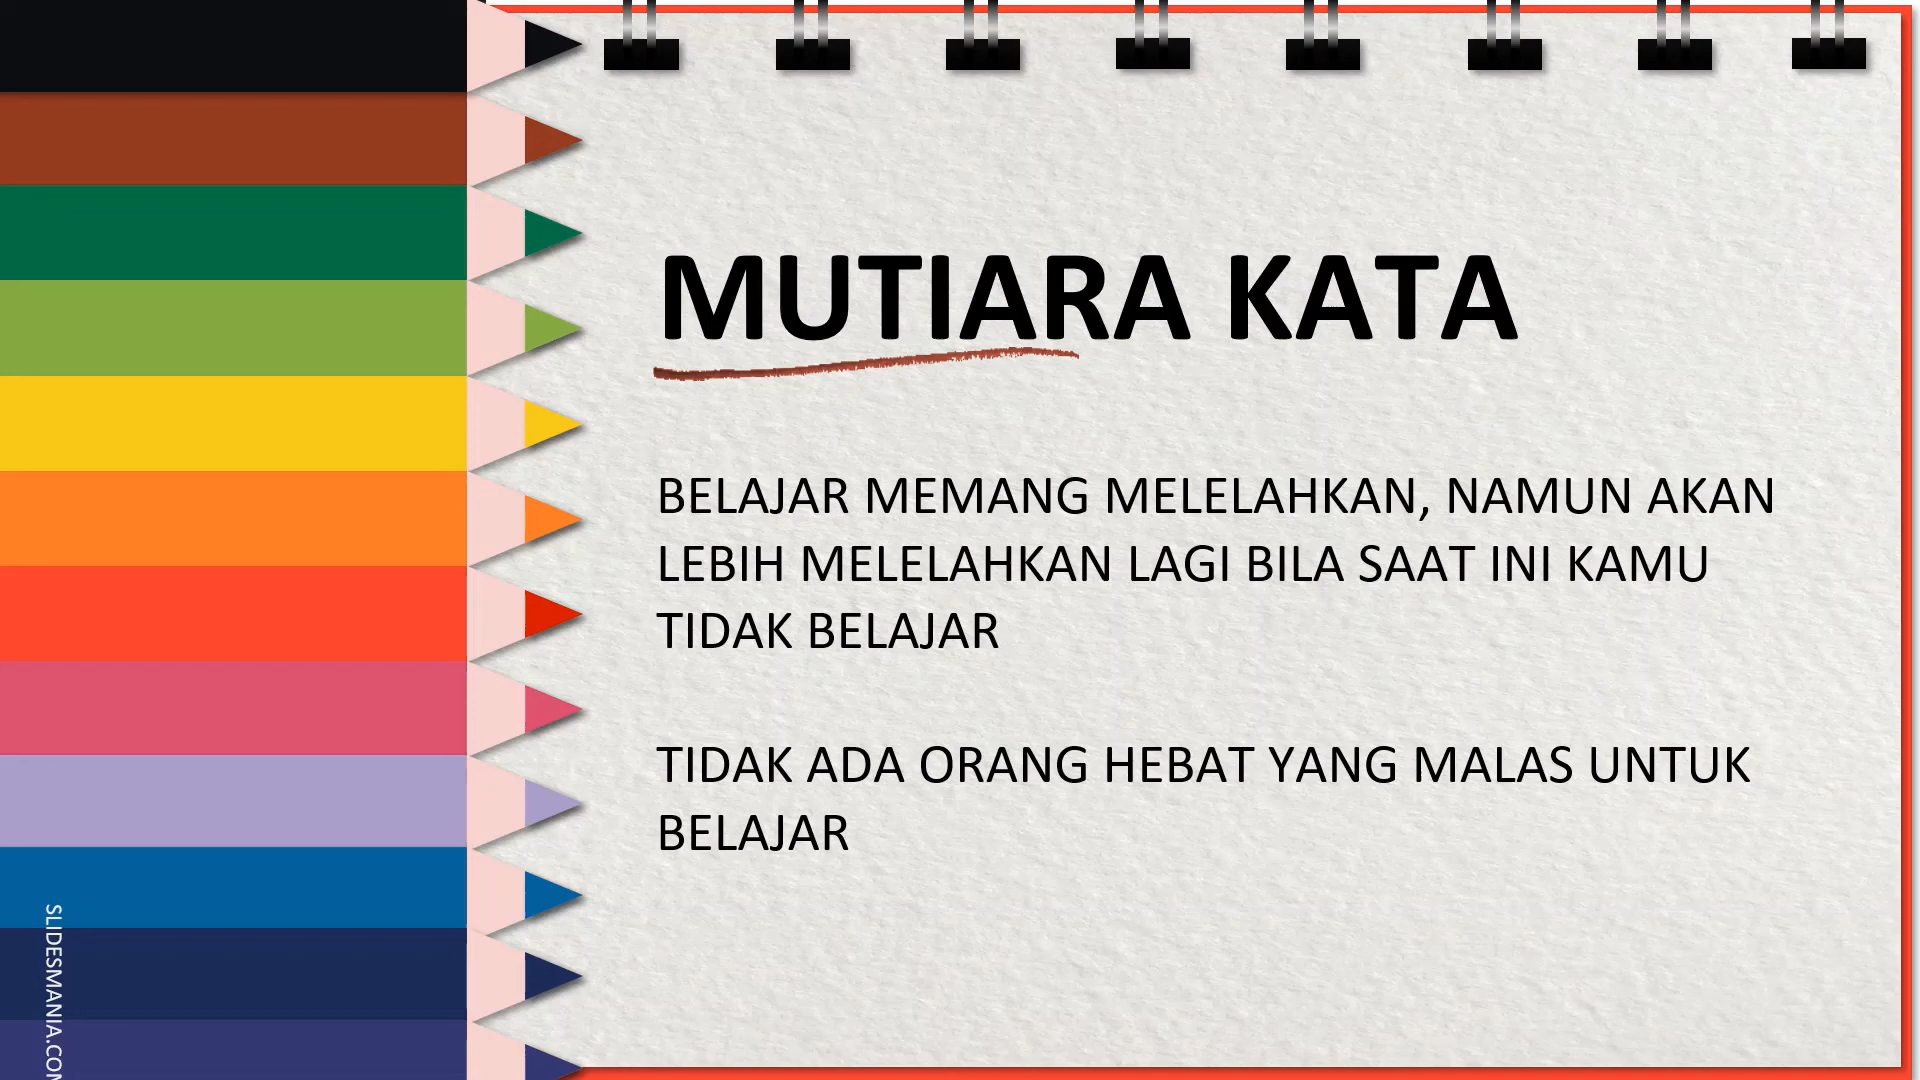 MUTIARA KATA
BELAJAR MEMANG MELELAHKAN, NAMUN AKAN
LEBIH MELELAHKAN LAGI BILA SAAT INI KAMU
TIDAK BELAJAR
TIDAK ADA ORANG HEBAT YANG MALAS UNTUK
BELAJAR
SLIDESMANIA.COM